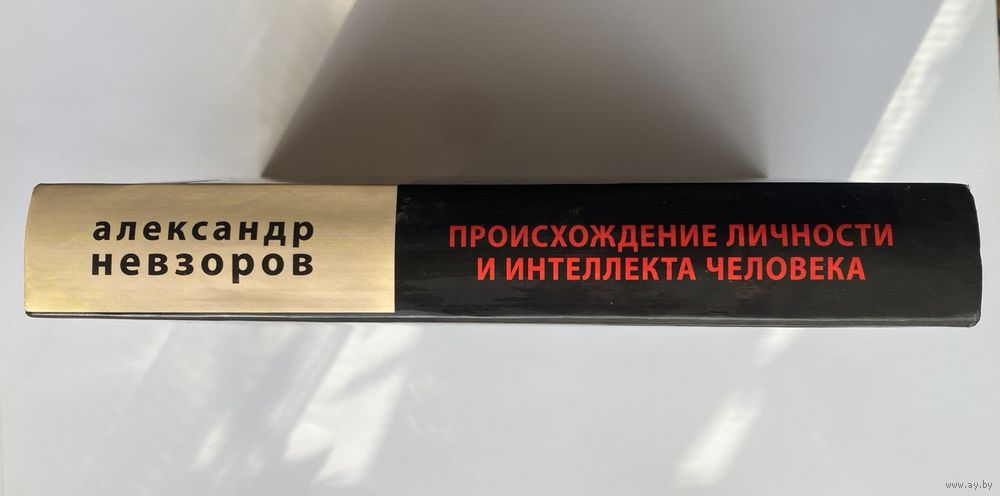 александр
невзоров
ПРОИСХОЖДЕНИЕ ЛИЧНОСТИ
И ИНТЕЛЛЕКТА ЧЕЛОВЕКА
www.ay.by